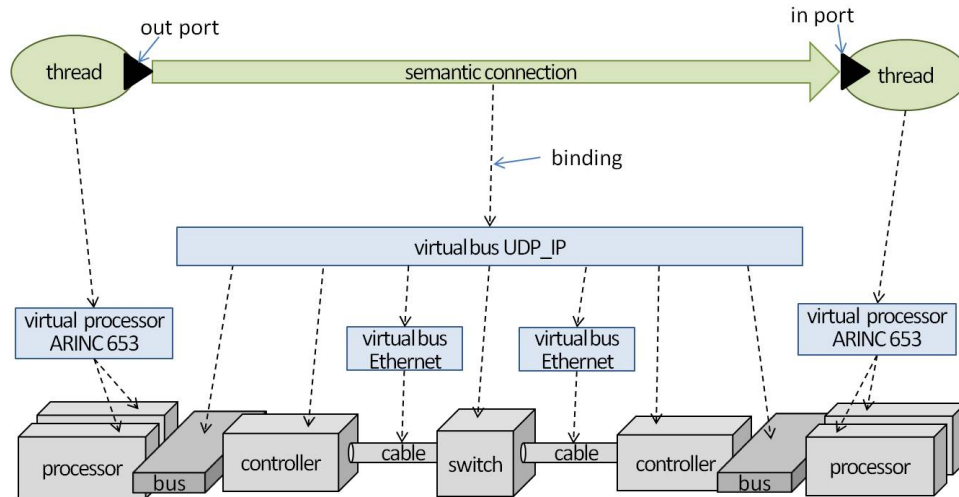 out port
in port
thread
semantic connection
thread
binding
virtual bus UDP_IP
virtual processor
ARINC 653
virtual bus
Ethernet
virtual bus
Ethernet
virtual processor
ARINC 653
processor
bus
controller
cable
switch
cable
controller
bus
processor